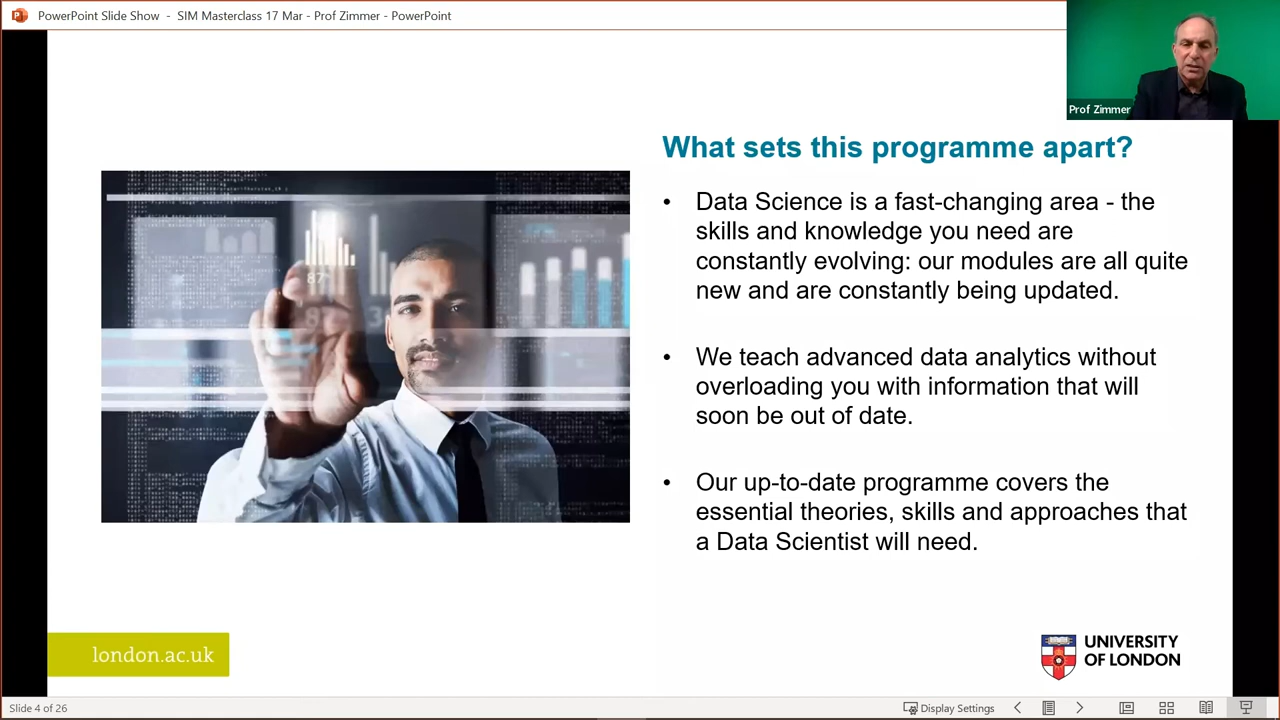 PowerPoint Slide Show - SIM Masterclass 17 Mar - Prof Zimmer - PowerPoint
Prof Zimmer
What sets this programme apart?
• Data Science is a fast-changing area - the
skills and knowledge you need are
constantly evolving: our modules are all quite
new and are constantly being updated.
• We teach advanced data analytics without
overloading you with information that will
soon be out of date.
• Our up-to-date programme covers the
essential theories, skills and approaches that
a Data Scientist will need.
87
london.ac.uk
UNIVERSITY
OF LONDON
Slide 4 of 26
Display Settings